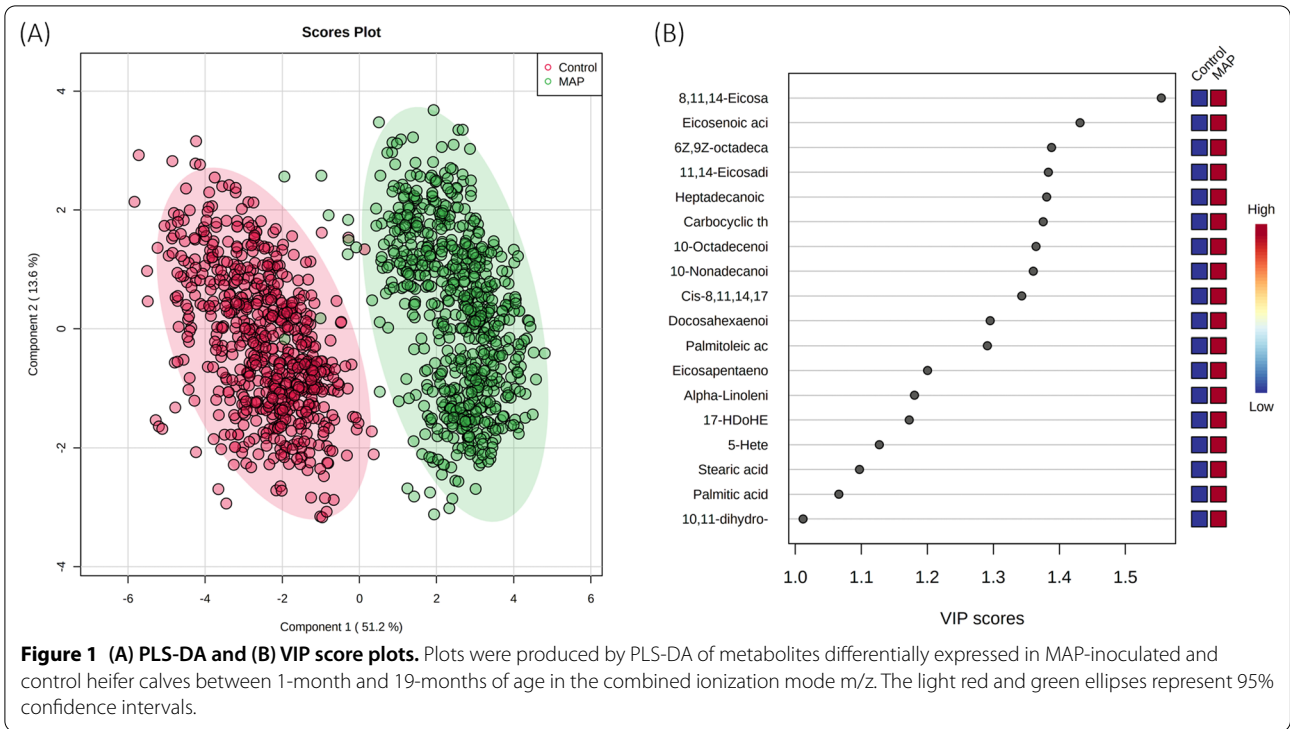 (A)
Scores Plot
Control
MAP
Component 2 ( 13.6 %)
4
2
0
-2
-4
-6
-4
-2
0
2
4
6
Component 1 ( 51.2 %)
(B)
Control
MAP
8,11,14-Eicosa
Eicosenoic aci
6Z,9Z-octadeca
11,14-Eicosadi
Heptadecanoic
Carbocyclic th
10-Octadecenoi
10-Nonadecanoi
Cis-8,11,14,17
Docosahexaenoi
Palmitoleic ac
Eicosapentaeno
Alpha-Linoleni
17-HDoHE
5-Hete
Stearic acid
Palmitic acid
10,11-dihydro-
1.0
1.1
1.2
1.3
1.4
1.5
VIP scores
High
Low
Figure 1 (A) PLS-DA and (B) VIP score plots. Plots were produced by PLS-DA of metabolites differentially expressed in MAP-inoculated and
control heifer calves between 1-month and 19-months of age in the combined ionization mode m/z. The light red and green ellipses represent 95%
confidence intervals.